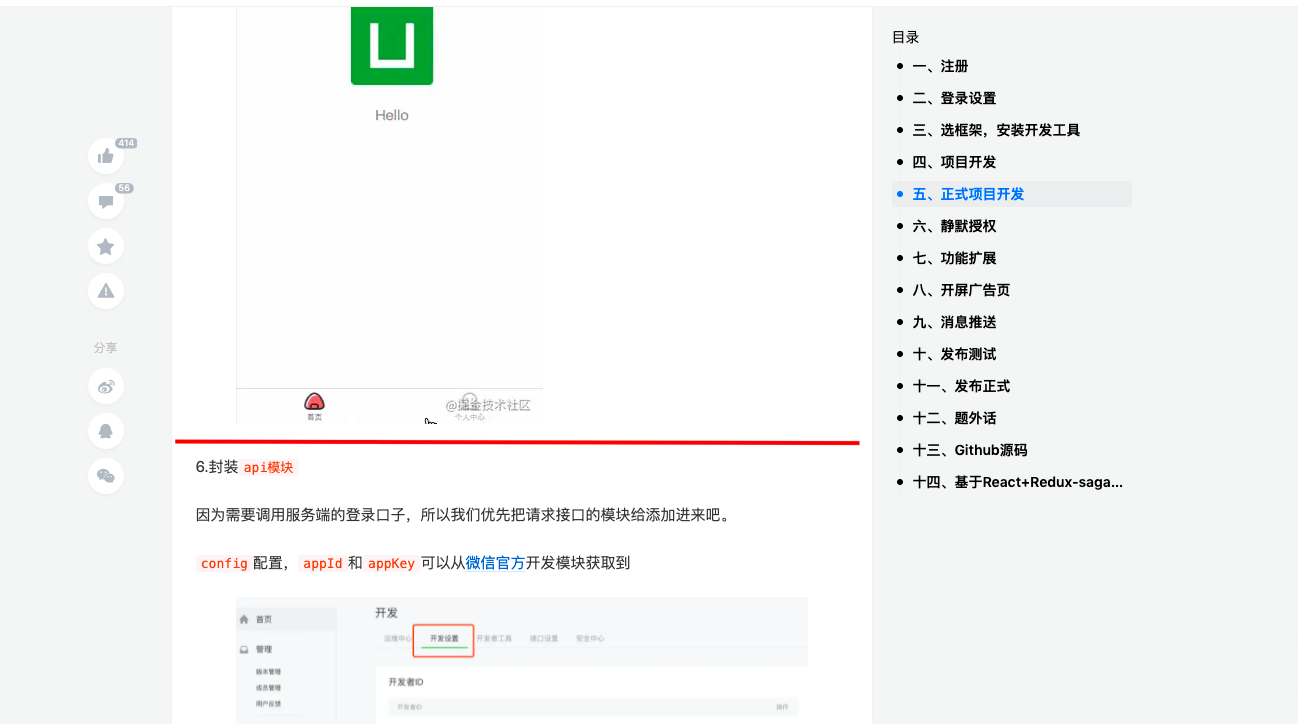 Hello
首页
个人中心
@掘金技术社区
6.封装 api模块
因为需要调用服务端的登录口子，所以我们优先把请求接口的模块给添加进来吧。
config 配置， appId 和 appKey 可以从微信官方开发模块获取到
首页
管理
版本管理
成员管理
用户反馈
开发
运维中心 开发设置 开发者工具 接口设置 安全中心
开发者ID
开发者ID 操作
414
56
分享
目录
一、注册
二、登录设置
三、选框架，安装开发工具
四、项目开发
五、正式项目开发
六、静默授权
七、功能扩展
八、开屏广告页
九、消息推送
十、发布测试
十一、发布正式
十二、题外话
十三、Github源码
十四、基于React+Redux-saga...